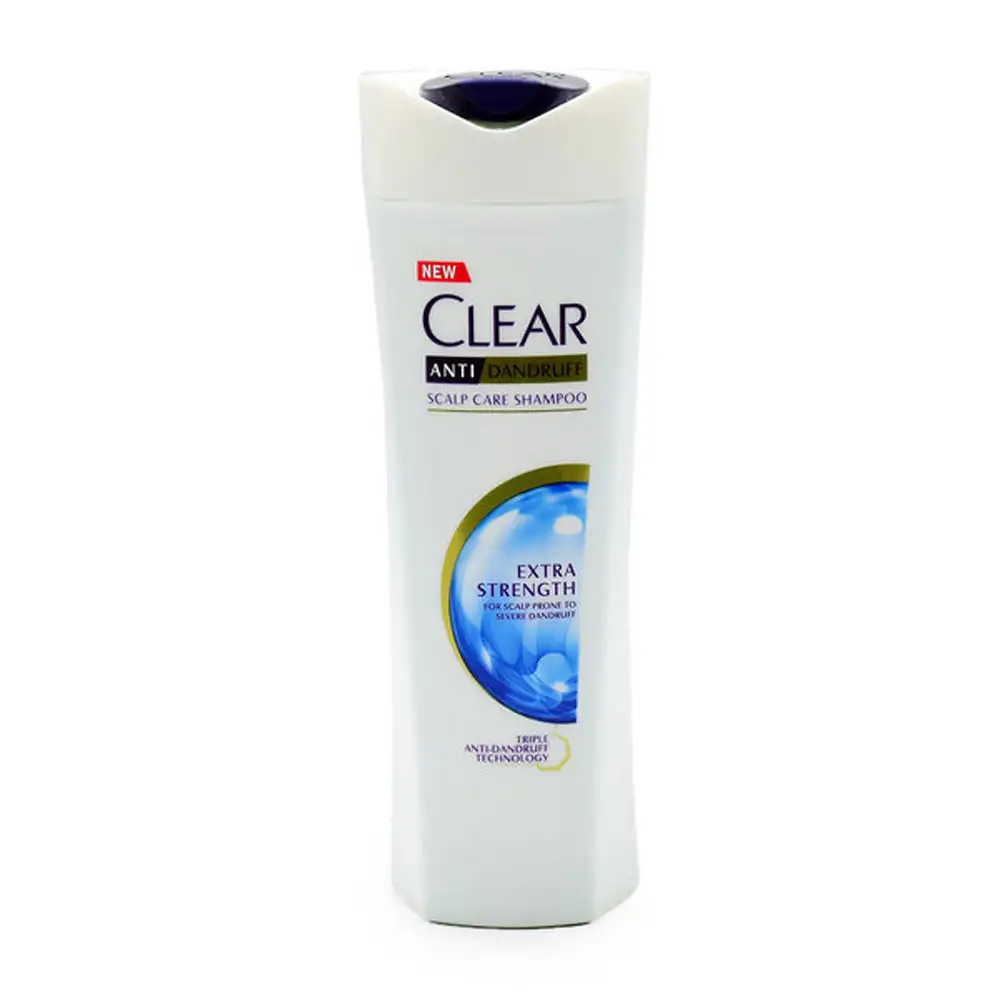 CLEAR
NEW
CLEAR
ANTI DANDRUFF
SCALP CARE SHAMPOO
EXTRA
STRENGTH
FOR SCALP PRONE TO
SEVERE DANDRUFF
TRIPLE
ANTI-DANDRUFF
TECHNOLOGY